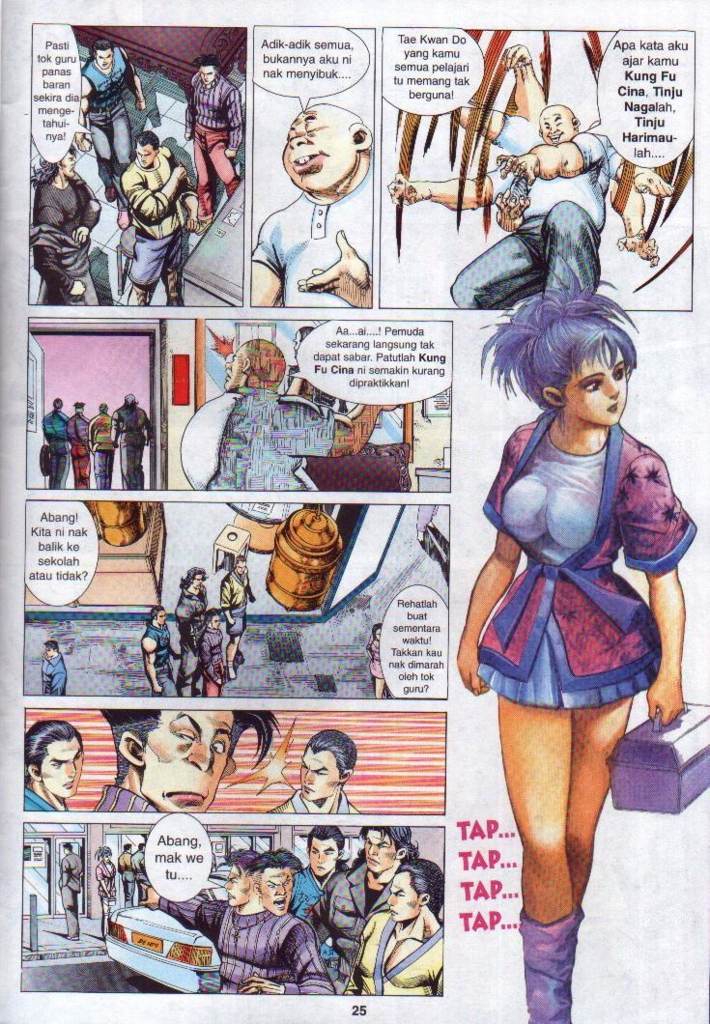 Pasti
tok guru
panas
baran
sekira dia
menge-
tahui-
nya!
Adik-adik semua,
bukannya aku ni
nak menyibuk....
Tae Kwan Do
yang kamu
semua pelajari
tu memang tak
berguna!
Apa kata aku
ajar kamu
Kung Fu
Cina, Tinju
Nagalah,
Tinju
Harimau-
lah....
Aa...ai....! Pemuda
sekarang langsung tak
dapat sabar. Patutlah Kung
Fu Cina ni semakin kurang
dipraktikkan!
Abang!
Kita ni nak
balik ke
sekolah
atau tidak?
Rehatlah
buat
sementara
waktu!
Takkan kau
nak dimarah
tok
guru?
Abang,
mak we
tu....
TAP...
TAP...
TAP...
TAP...
25